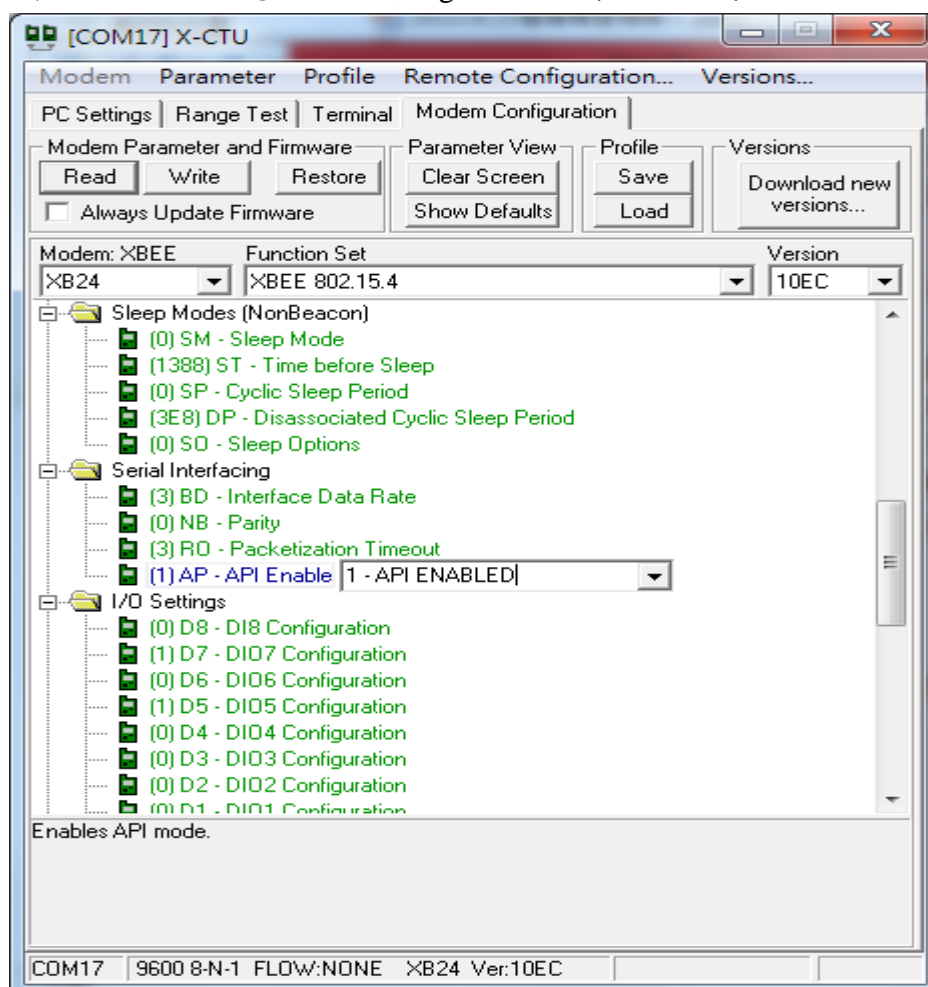 [COM17] X-CTU
Modem Parameter Profile Remote Configuration... Versions...
PC Settings Range Test Terminal Modem Configuration
Modem Parameter and Firmware Parameter View Profile Versions
Read Write Restore Clear Screen Save Download new versions...
Always Update Firmware Show Defaults Load
Modem: XBEE Function Set Version
XB24 XBEE 802.15.4 10EC
Sleep Modes (NonBeacon)
(0) SM - Sleep Mode
(1388) ST - Time before Sleep
(0) SP - Cyclic Sleep Period
(3E8) DP - Disassociated Cyclic Sleep Period
(0) SO - Sleep Options
Serial Interfacing
(3) BD - Interface Data Rate
(0) NB - Parity
(3) RO - Packetization Timeout
(1) AP - API Enable 1 - API ENABLED
I/O Settings
(0) D8 - DI8 Configuration
(1) D7 - DIO7 Configuration
(0) D6 - DIO6 Configuration
(1) D5 - DIO5 Configuration
(0) D4 - DIO4 Configuration
(0) D3 - DIO3 Configuration
(0) D2 - DIO2 Configuration
(0) D1 - DIO1 Configuration
Enables API mode.
COM17 9600 8-N-1 FLOW:NONE XB24 Ver:10EC